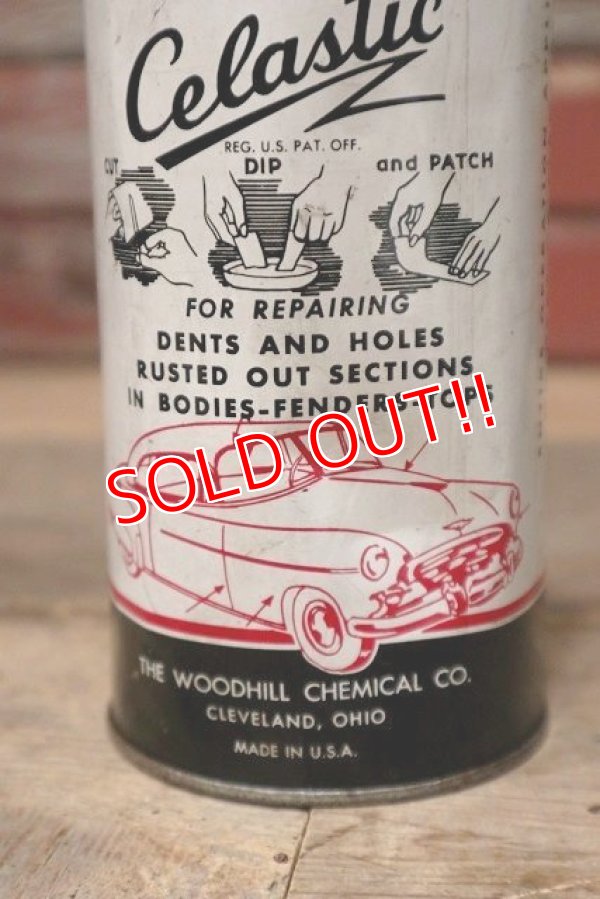 Celastic
REG. U.S. PAT. OFF.
CUT DIP and PATCH
FOR REPAIRING
DENTS AND HOLES
RUSTED OUT SECTIONS
IN BODIES-FENDERS-TOPS
SOLD OUT!!
THE WOODHILL CHEMICAL CO.
CLEVELAND, OHIO
MADE IN U.S.A.